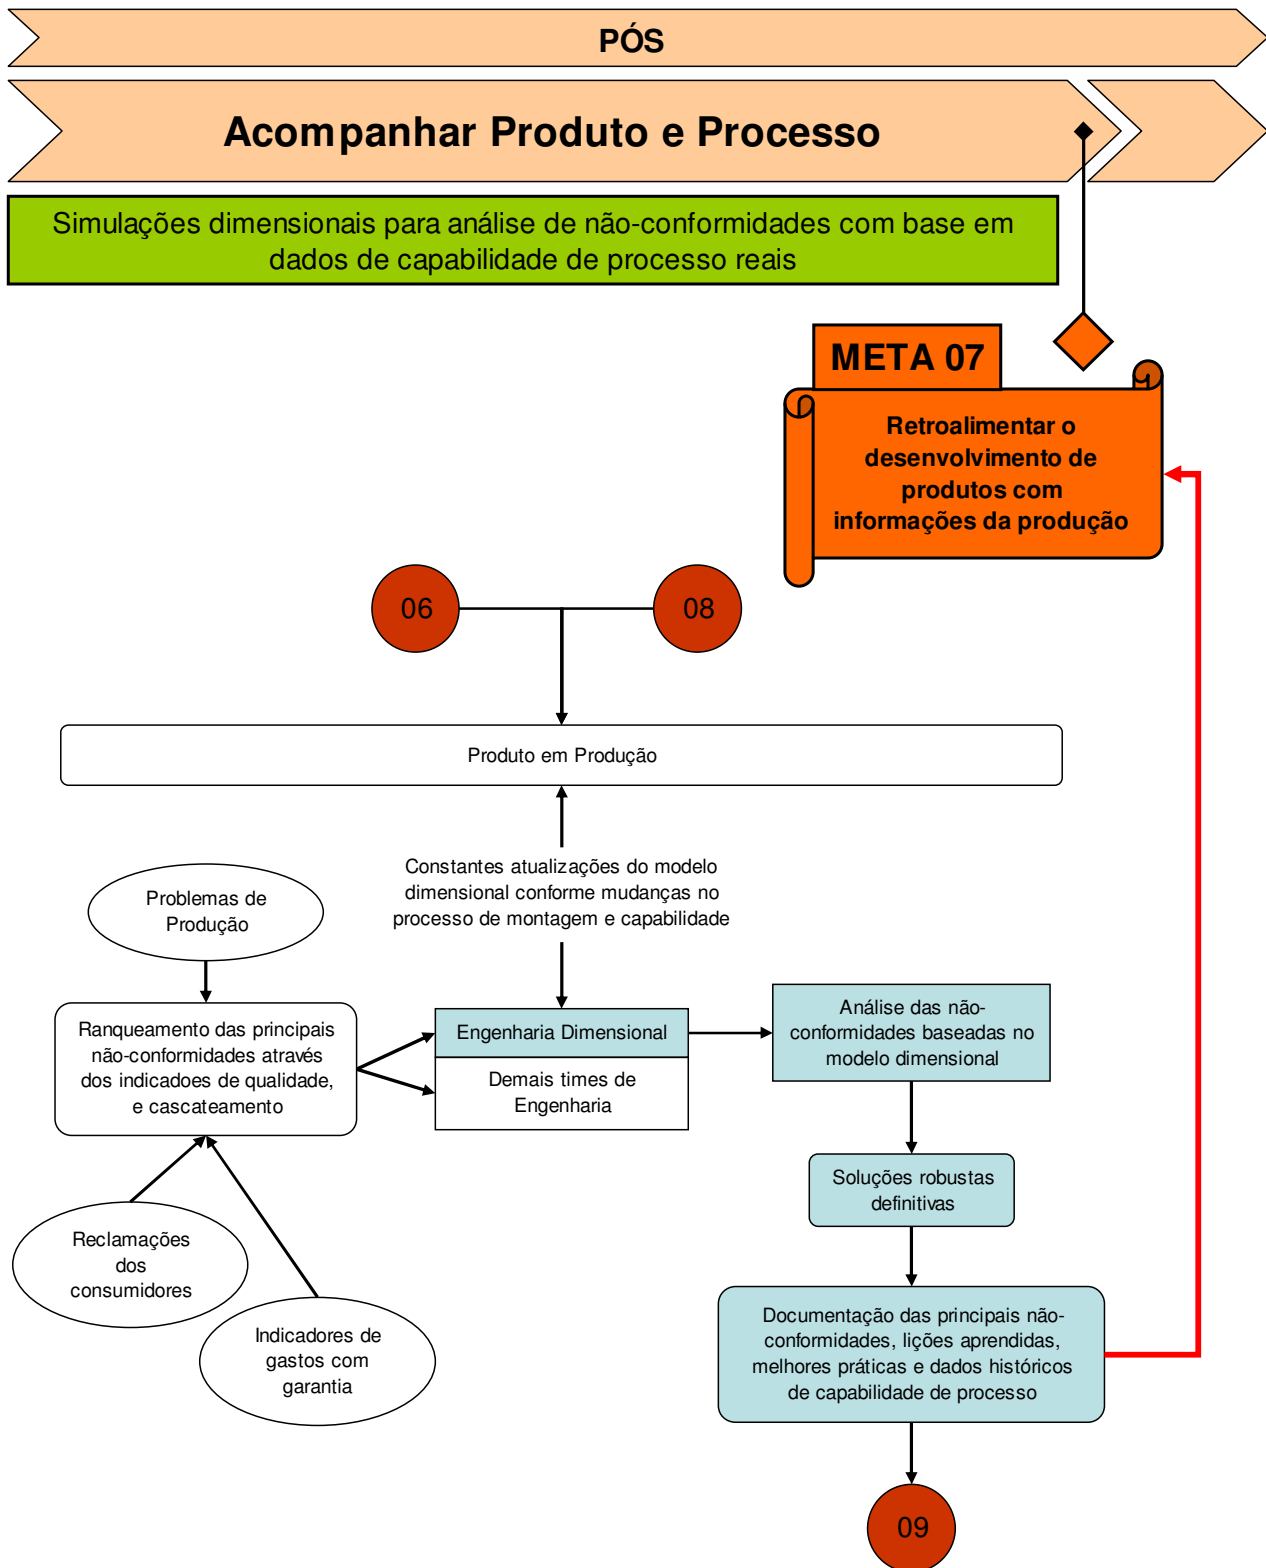 PÓS
Acompanhar Produto e Processo
Simulações dimensionais para análise de não-conformidades com base em
dados de capabilidade de processo reais
META 07
Retroalimentar o
desenvolvimento de
produtos com
informações da produção
06
08
Produto em Produção
Constantes atualizações do modelo
dimensional conforme mudanças no
processo de montagem e capabilidade
Problemas de
Produção
Ranqueamento das principais
não-conformidades através
dos indicadoes de qualidade,
e cascateamento
Engenharia Dimensional
Demais times de
Engenharia
Análise das não-
conformidades baseadas no
modelo dimensional
Soluções robustas
definitivas
Reclamações
dos
consumidores
Indicadores de
gastos com
garantia
Documentação das principais não-
conformidades, lições aprendidas,
melhores práticas e dados históricos
de capabilidade de processo
09